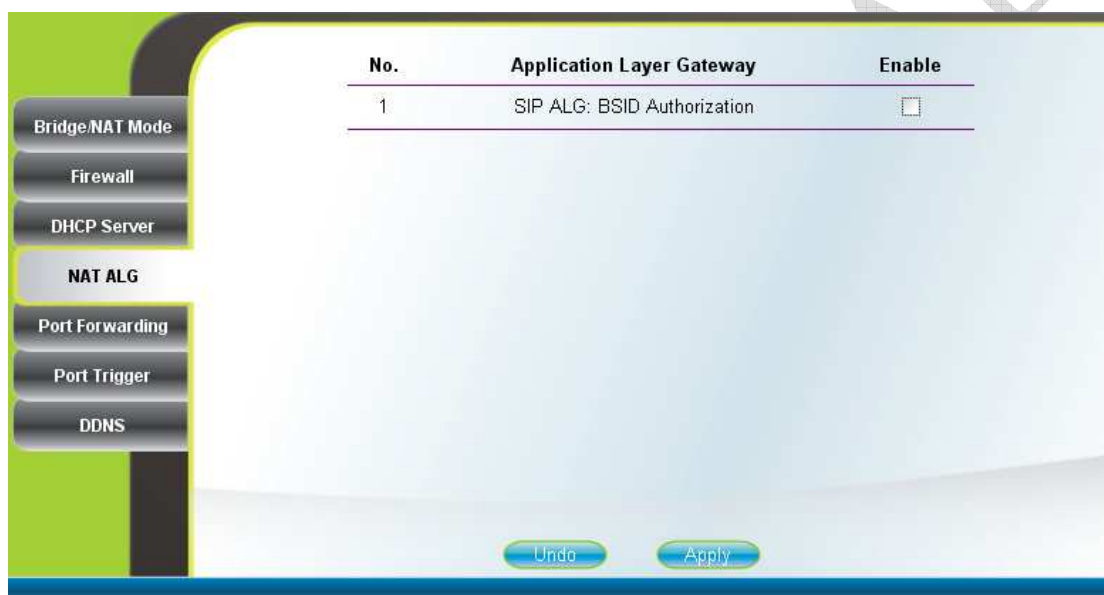 No. Application Layer Gateway Enable
1 SIP ALG: BSID Authorization
Bridge/NAT Mode
Firewall
DHCP Server
NAT ALG
Port Forwarding
Port Trigger
DDNS
Undo Apply